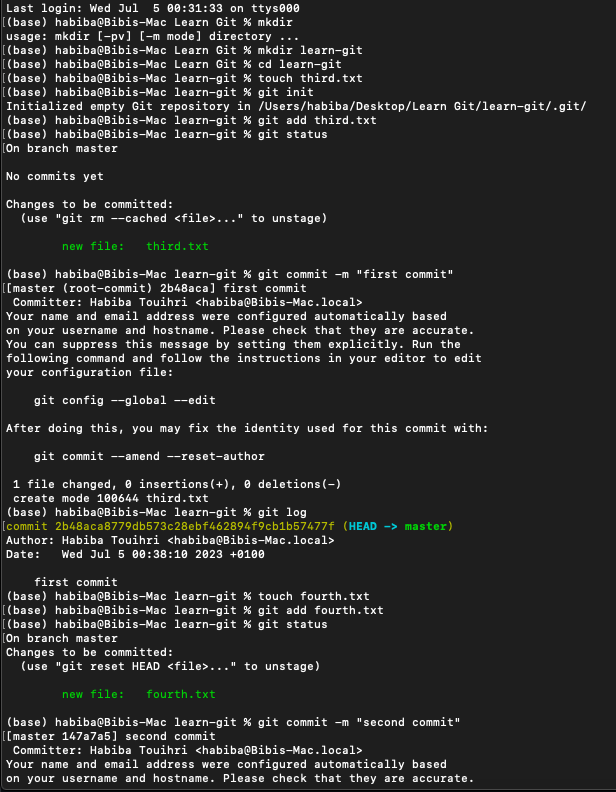 Last login: Wed Jul  5 00:31:33 on ttys000
[(base) habiba@Bibis-Mac Learn Git % mkdir
usage: mkdir [-pv] [-m mode] directory ...
[(base) habiba@Bibis-Mac Learn Git % mkdir learn-git
[(base) habiba@Bibis-Mac Learn Git % cd learn-git
[(base) habiba@Bibis-Mac learn-git % touch third.txt
[(base) habiba@Bibis-Mac learn-git % git init
Initialized empty Git repository in /Users/habiba/Desktop/Learn Git/learn-git/.git/
(base) habiba@Bibis-Mac learn-git % git add third.txt
[(base) habiba@Bibis-Mac learn-git % git status
On branch master
No commits yet
Changes to be committed:
  (use "git rm --cached <file>..." to unstage)
        new file:   third.txt
(base) habiba@Bibis-Mac learn-git % git commit -m "first commit"
[[master (root-commit) 2b48aca] first commit
 Committer: Habiba Touihri <habiba@Bibis-Mac.local>
Your name and email address were configured automatically based
on your username and hostname. Please check that they are accurate.
You can suppress this message by setting them explicitly. Run the
following command and follow the instructions in your editor to edit
your configuration file:
    git config --global --edit
After doing this, you may fix the identity used for this commit with:
    git commit --amend --reset-author
 1 file changed, 0 insertions(+), 0 deletions(-)
 create mode 100644 third.txt
(base) habiba@Bibis-Mac learn-git % git log
[commit 2b48aca8779db573c28ebf462894f9cb1b57477f (HEAD -> master)
Author: Habiba Touihri <habiba@Bibis-Mac.local>
Date:   Wed Jul 5 00:38:10 2023 +0100
    first commit
(base) habiba@Bibis-Mac learn-git % touch fourth.txt
[(base) habiba@Bibis-Mac learn-git % git add fourth.txt
[(base) habiba@Bibis-Mac learn-git % git status
[On branch master
Changes to be committed:
  (use "git reset HEAD <file>..." to unstage)
        new file:   fourth.txt
(base) habiba@Bibis-Mac learn-git % git commit -m "second commit"
[[master 147a7a5] second commit
 Committer: Habiba Touihri <habiba@Bibis-Mac.local>
Your name and email address were configured automatically based
on your username and hostname. Please check that they are accurate.